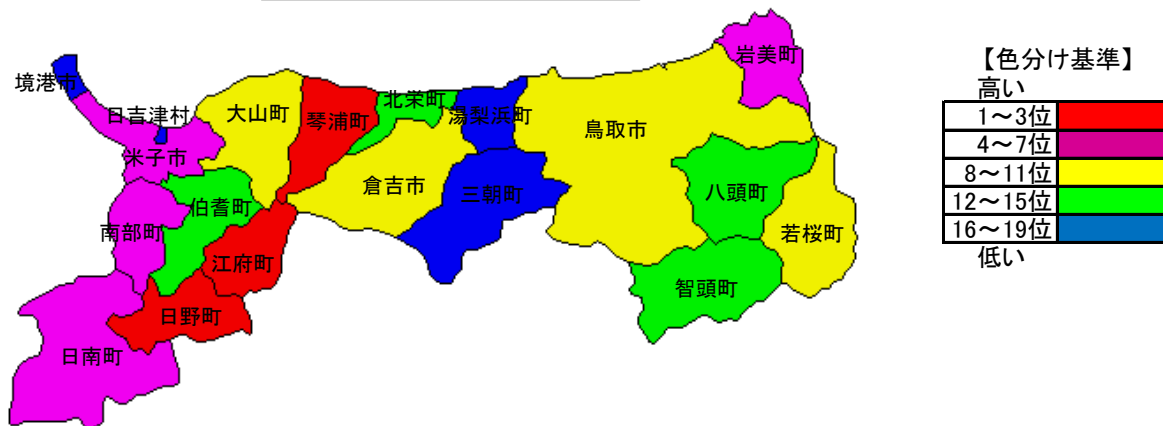 岩美町
境港市
日吉津村
大山町
北栄町
琴浦町
湯梨浜町
鳥取市
米子市
倉吉市
三朝町
八頭町
伯耆町
南部町
若桜町
江府町
智頭町
日野町
日南町
【色分け基準】
高い
1～3位
4～7位
8～11位
12～15位
16～19位
低い